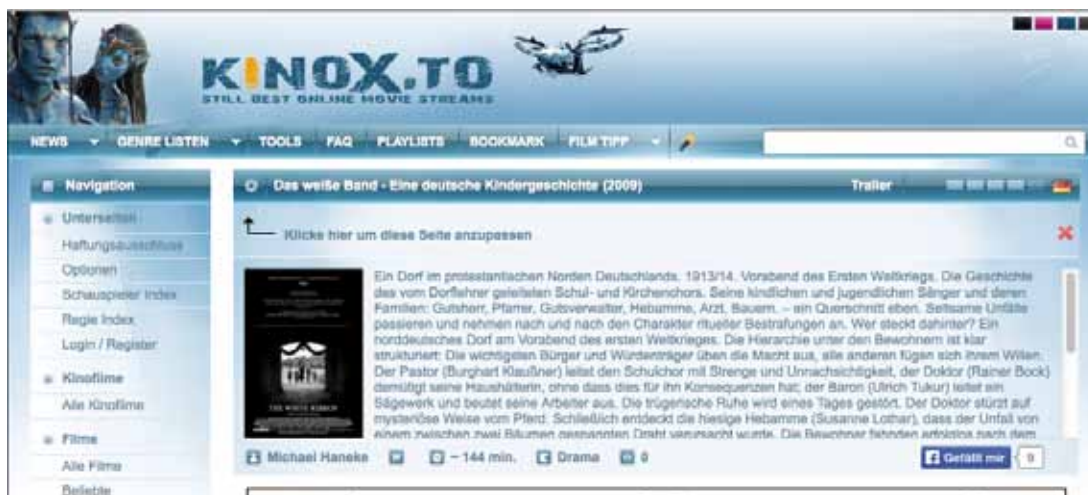 KINOX.TO
STILL BEST ONLINE MOVIE STREAMS
NEWS GENRE LISTEN TOOLS FAQ PLAYLISTS BOOKMARK FILM TIPP
Navigation
Das weiße Band - Eine deutsche Kindergeschichte (2009) Trailer
Unterseiten
Haftungsausschluss
Optionen
Schauspieler Index
Regie Index
Login / Register
Kinofilme
Alle Kinofilme
Filme
Alle Filme
Beliebte
Klicke hier um diese Seite anzupassen
THE WHITE RIBBON
Ein Dorf im protestantischen Norden Deutschlands. 1913/14. Vorabend des Ersten Weltkriegs. Die Geschichte
des vom Dorflehrer geleiteten Schul- und Kirchenchors. Seine kindlichen und jugendlichen Sänger und deren
Familien: Gutsherr, Pfarrer, Gutsverwalter, Hebamme, Arzt, Bauern. – ein Querschnitt eben. Seltsame Unfälle
passieren und nehmen nach und nach den Charakter ritueller Bestrafungen an. Wer steckt dahinter? Ein
norddeutsches Dorf am Vorabend des ersten Weltkrieges. Die Hierarchie unter den Bewohnern ist klar
strukturiert: Die wichtigsten Bürger und Würdenträger üben die Macht aus, alle anderen fügen sich ihrem Willen.
Der Pastor (Burghart Klaußner) leitet den Schulchor mit Strenge und Unnachsichtigkeit, der Doktor (Rainer Bock)
demütigt seine Haushälterin, ohne dass dies für ihn Konsequenzen hat, der Baron (Ulrich Tukur) leitet ein
Sägewerk und beutet seine Arbeiter aus. Die trügerische Ruhe wird eines Tages gestört. Der Doktor stürzt auf
mysteriöse Weise vom Pferd. Schließlich entdeckt die hiesige Hebamme (Susanne Lothar), dass der Unfall von
einem zwischen zwei Bäumen gespannten Draht verursacht wurde. Die Bewohner fahnden erfolglos nach dem
Michael Haneke ~ 144 min. Drama 0 Gefällt mir 9